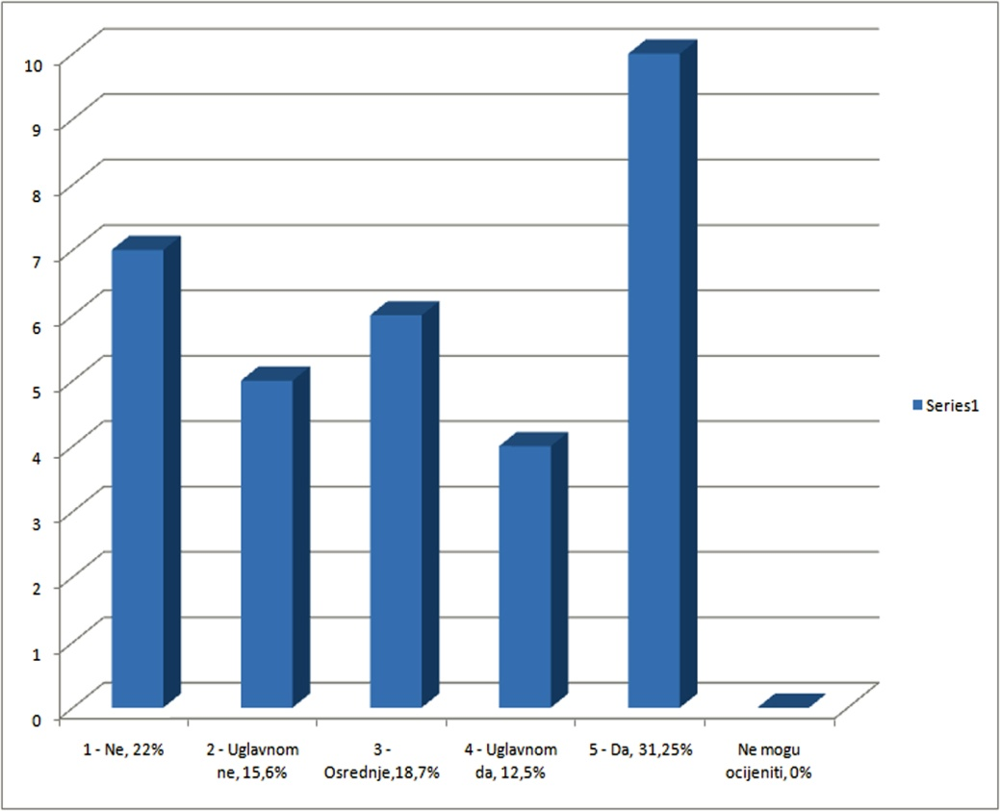 10
9
8
7
6
5
4
3
2
1
0
1 - Ne, 22%
2 - Uglavnom
ne, 15,6%
3 -
Osrednje,18,7%
4 - Uglavnom
da, 12,5%
5 - Da, 31,25%
Ne mogu
ocijeniti, 0%
Series1